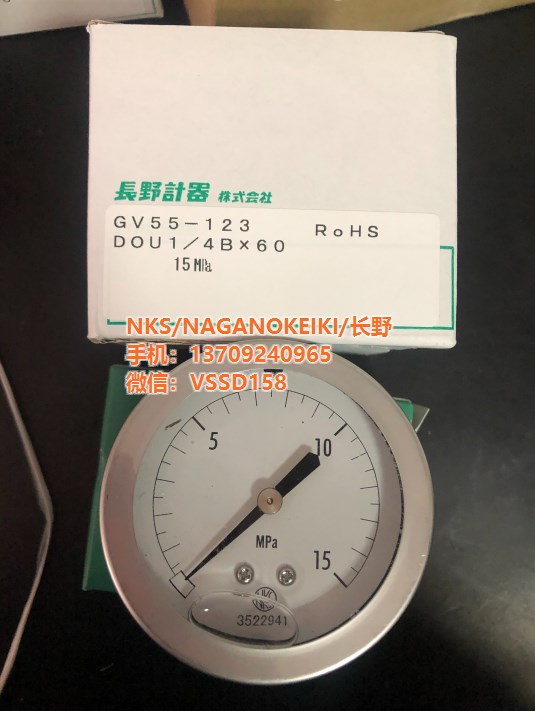 長野計器 株式会社
GV55-123 RoHS
DOU1/4B×60
15MPa
NKS/NAGANOKEIKI/长野
手机：13709240965
微信：VSSD158
5
10
15
MPa
NKS
3522941